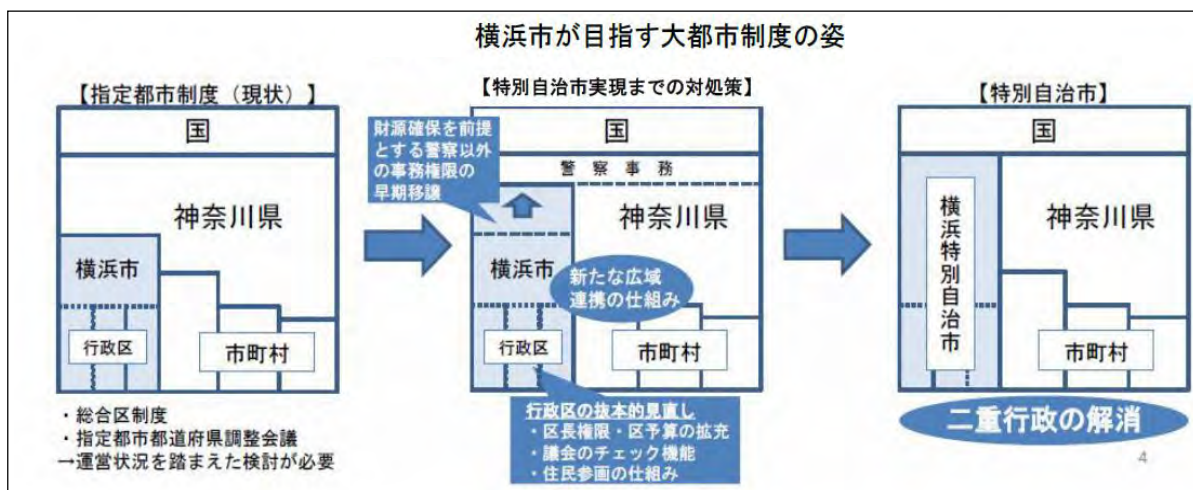 横浜市が目指す大都市制度の姿
【指定都市制度（現状）】
国
神奈川県
横浜市
行政区
市町村
・総合区制度
・指定都市都道府県調整会議
→運営状況を踏まえた検討が必要
【特別自治市実現までの対処策】
国
財源確保を前提
とする警察以外
の事務権限の
早期移譲
警察事務
神奈川県
横浜市
新たな広域
連携の仕組み
行政区
市町村
行政区の抜本的見直し
・区長権限・区予算の拡充
・議会のチェック機能
・住民参画の仕組み
【特別自治市】
国
横浜特別自治市
神奈川県
市町村
二重行政の解消
4